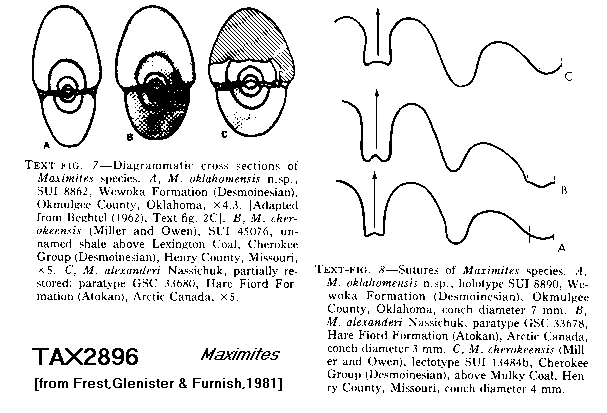 A
B
C
TEXT-FIG. 7—Diagrammatic cross sections of
Maximites species. A, M. oklahomensis n.sp.,
SUI 8862, Wewoka Formation (Desmoinesian),
Okmulgee County, Oklahoma, ×4.3. [Adapted
from Beghtel (1962), Text fig. 2C]. B, M. cher-
okeensis (Miller and Owen), SUI 45076, un-
named shale above Lexington Coal, Cherokee
Group (Desmoinesian), Henry County, Missouri,
×5. C, M. alexanderi Nassichuk, partially re-
stored; paratype GSC 33680, Hare Fiord For-
mation (Atokan), Arctic Canada, ×5.
TAX2896 Maximites
[from Frest,Glenister & Furnish,1981]
C
B
A
TEXT-FIG. 8—Sutures of Maximites species. A,
M. oklahomensis n.sp., holotype SUI 8890, We-
woka Formation (Desmoinesian), Okmulgee
County, Oklahoma, conch diameter 7 mm. B,
M. alexanderi Nassichuk, paratype GSC 33678,
Hare Fiord Formation (Atokan), Arctic Canada,
conch diameter 3 mm. C, M. cherokeensis (Mill
er and Owen), lectotype SUI 13484b, Cherokee
Group (Desmoinesian), above Mulky Coal, Hen
ry County, Missouri, conch diameter 4 mm.